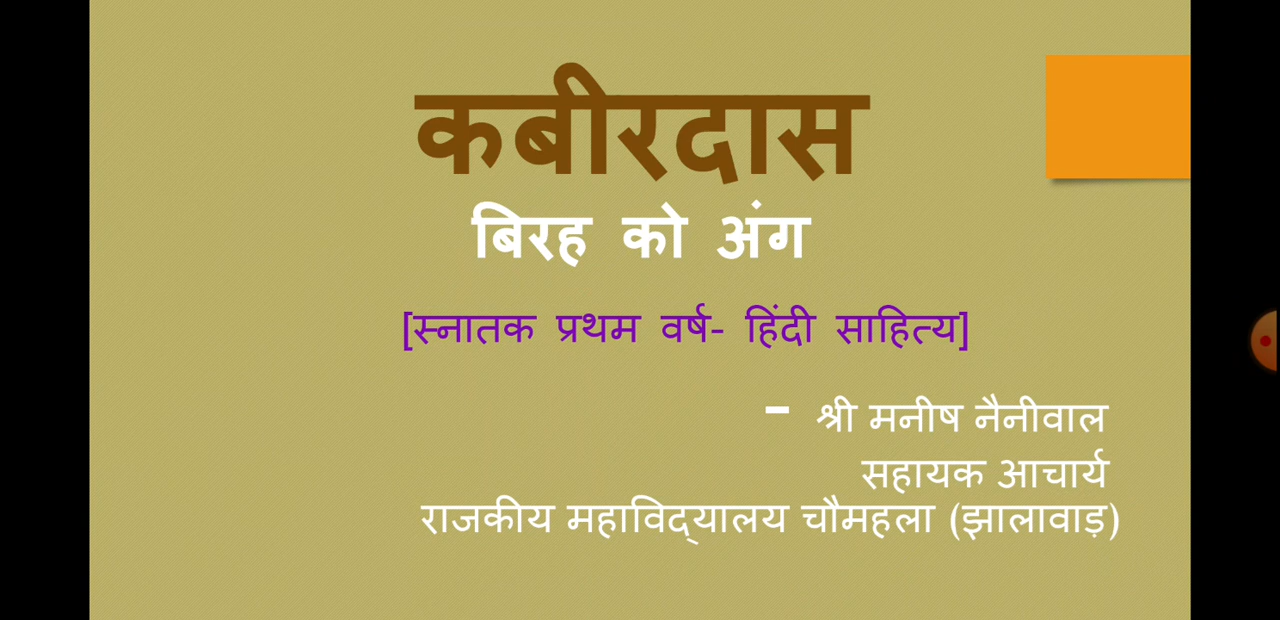 कबीरदास
बिरह को अंग
[स्नातक प्रथम वर्ष- हिंदी साहित्य]
- श्री मनीष नैनीवाल
सहायक आचार्य
राजकीय महाविद्यालय चौमहला (झालावाड़)